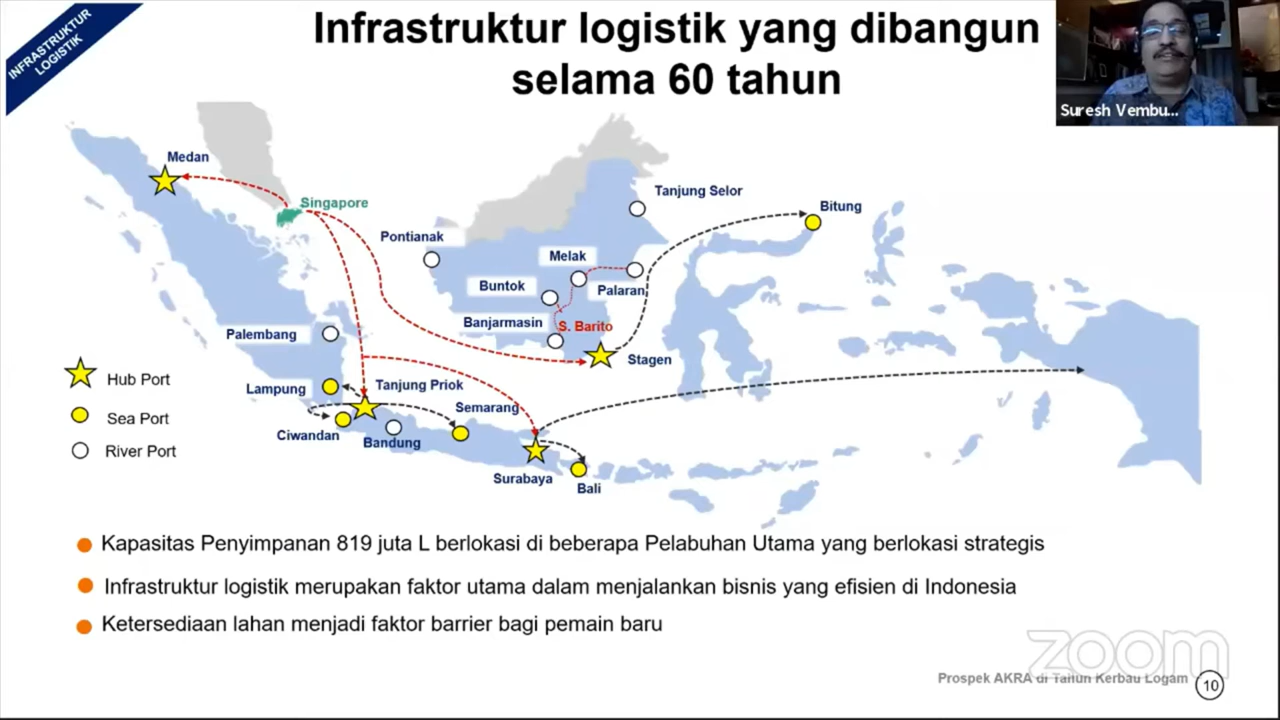 INFRASTRUKTUR
LOGISTIK
Infrastruktur logistik yang dibangun
selama 60 tahun
Suresh Vembu...
Medan
Singapore
Tanjung Selor
Bitung
Pontianak
Melak
Buntok
Palaran
Banjarmasin
S. Barito
Palembang
Stagen
Hub Port
Lampung
Tanjung Priok
Sea Port
Semarang
Ciwandan
Bandung
River Port
Surabaya
Bali
Kapasitas Penyimpanan 819 juta L berlokasi di beberapa Pelabuhan Utama yang berlokasi strategis
Infrastruktur logistik merupakan faktor utama dalam menjalankan bisnis yang efisien di Indonesia
Ketersediaan lahan menjadi faktor barrier bagi pemain baru
zoom
Prospek AKRA di Tahun Kerbau Logam
10